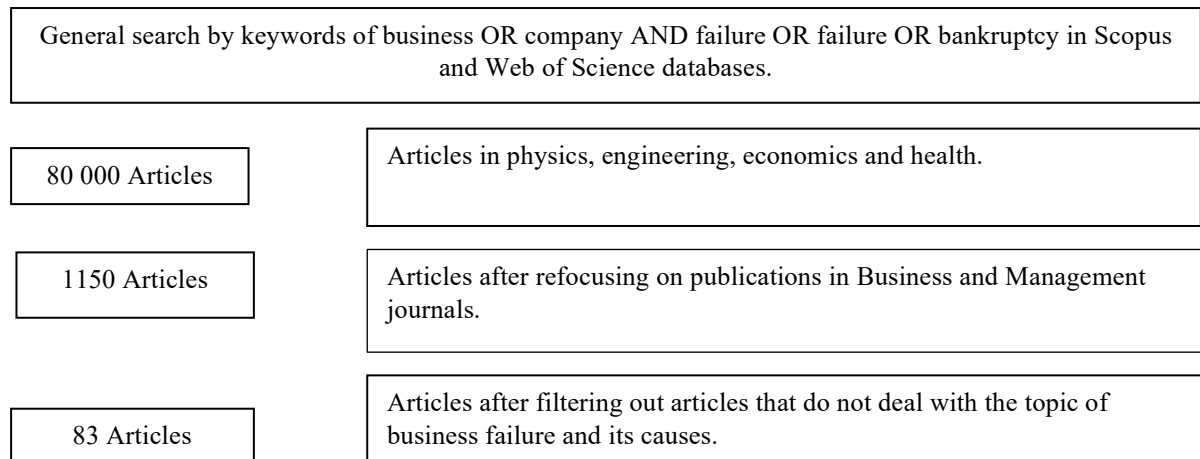 General search by keywords of business OR company AND failure OR failure OR bankruptcy in Scopus
and Web of Science databases.
80 000 Articles
Articles in physics, engineering, economics and health.
1150 Articles
Articles after refocusing on publications in Business and Management
journals.
83 Articles
Articles after filtering out articles that do not deal with the topic of
business failure and its causes.